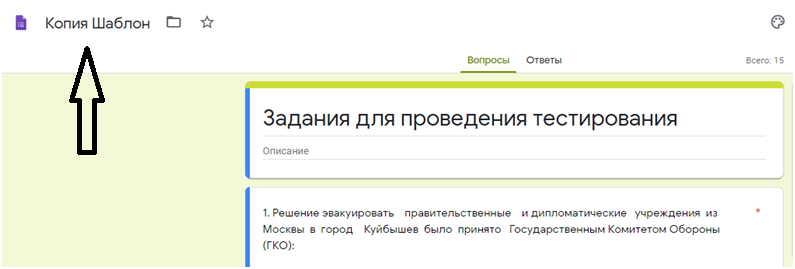 Копия Шаблон
Вопросы Ответы Всего: 15
Задания для проведения тестирования
Описание
1. Решение эвакуировать правительственные и дипломатические учреждения из *
Москвы в город Куйбышев было принято Государственным Комитетом Обороны
(ГКО):